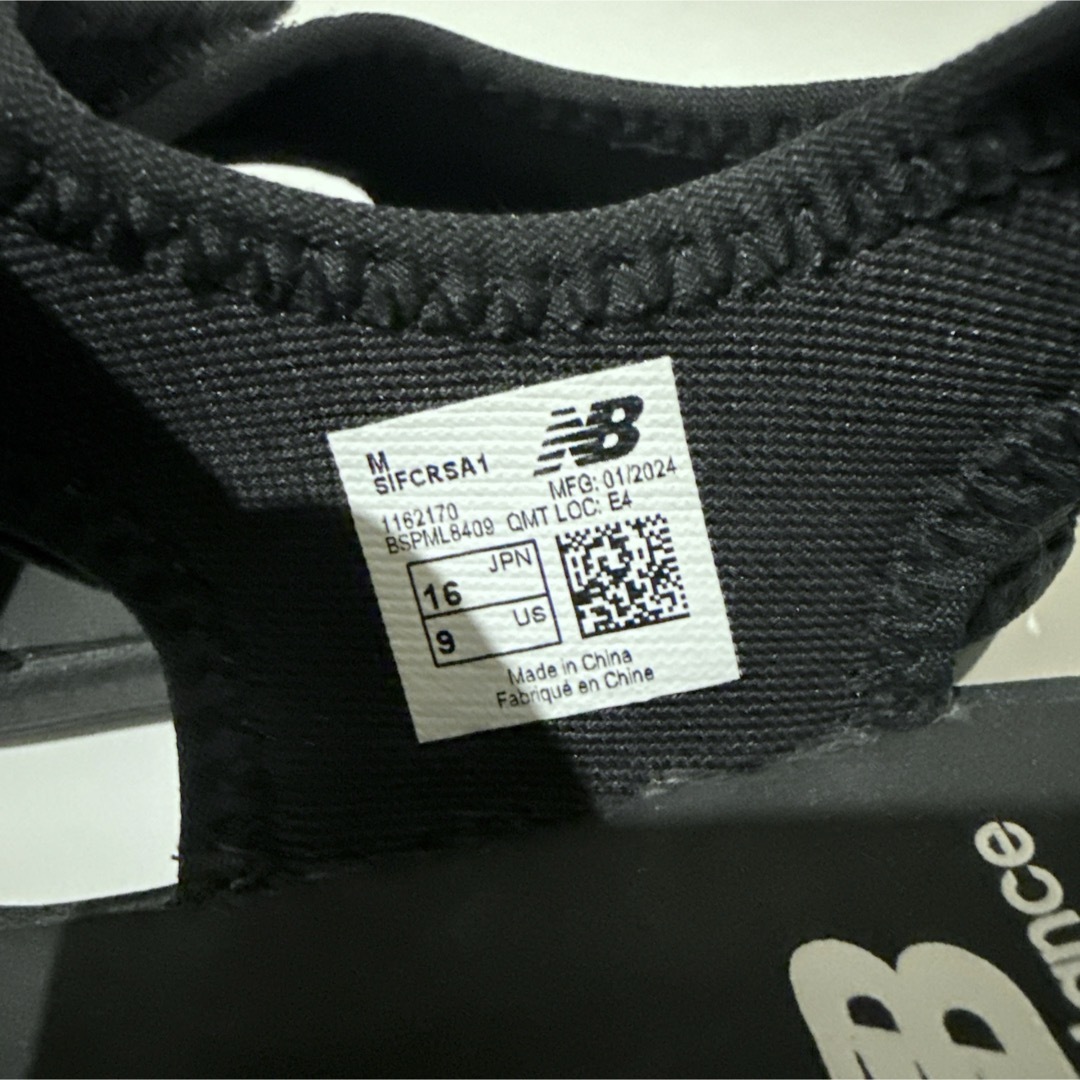 M
SIFCRSA1
NB
MFG: 01/2024
1162170
BSPML8409 QMT LOC: E4
JPN
16
US
9
Made in China
Fabriqué en Chine